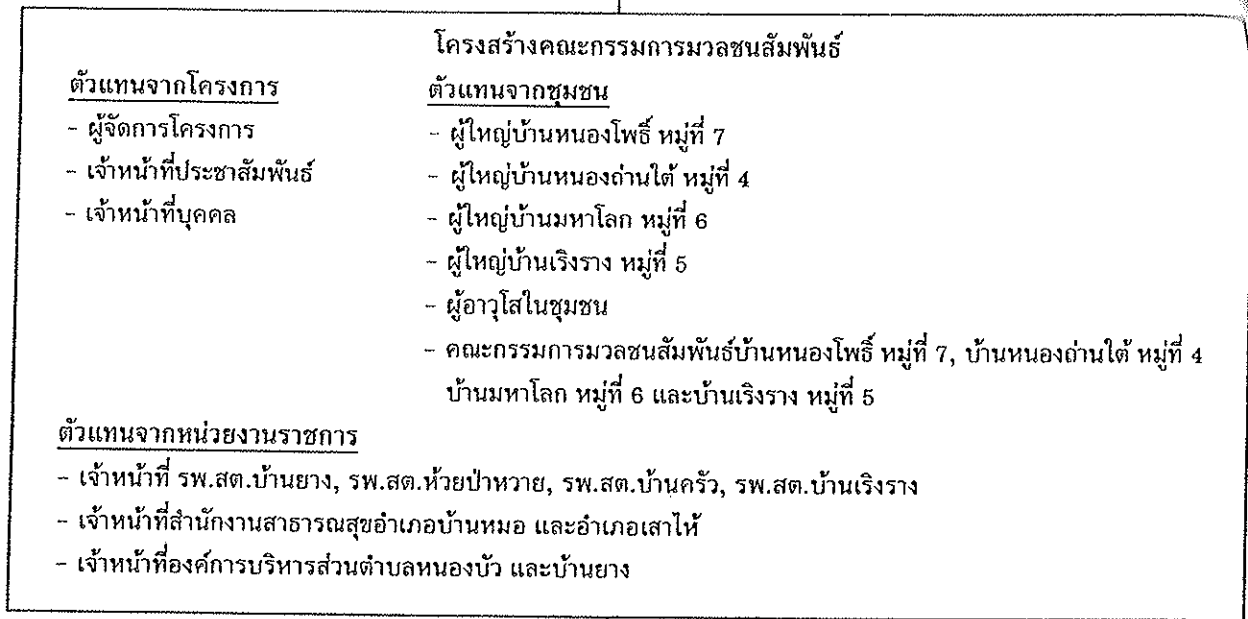 โครงสร้างคณะกรรมการมวลชนสัมพันธ์
ตัวแทนจากโครงการ
- ผู้จัดการโครงการ
- เจ้าหน้าที่ประชาสัมพันธ์
- เจ้าหน้าที่บุคคล
ตัวแทนจากชุมชน
- ผู้ใหญ่บ้านหนองโพธิ์ หมู่ที่ 7
- ผู้ใหญ่บ้านหนองถ่านใต้ หมู่ที่ 4
- ผู้ใหญ่บ้านมหาโลก หมู่ที่ 6
- ผู้ใหญ่บ้านเริงราง หมู่ที่ 5
- ผู้อาวุโสในชุมชน
- คณะกรรมการมวลชนสัมพันธ์บ้านหนองโพธิ์ หมู่ที่ 7, บ้านหนองถ่านใต้ หมู่ที่ 4
บ้านมหาโลก หมู่ที่ 6 และบ้านเริงราง หมู่ที่ 5
ตัวแทนจากหน่วยงานราชการ
- เจ้าหน้าที่ รพ.สต.บ้านยาง, รพ.สต.ห้วยป่าหวาย, รพ.สต.บ้านครัว, รพ.สต.บ้านเริงราง
- เจ้าหน้าที่สำนักงานสาธารณสุขอำเภอบ้านหมอ และอำเภอเสาไห้
- เจ้าหน้าที่องค์การบริหารส่วนตำบลหนองบัว และบ้านยาง